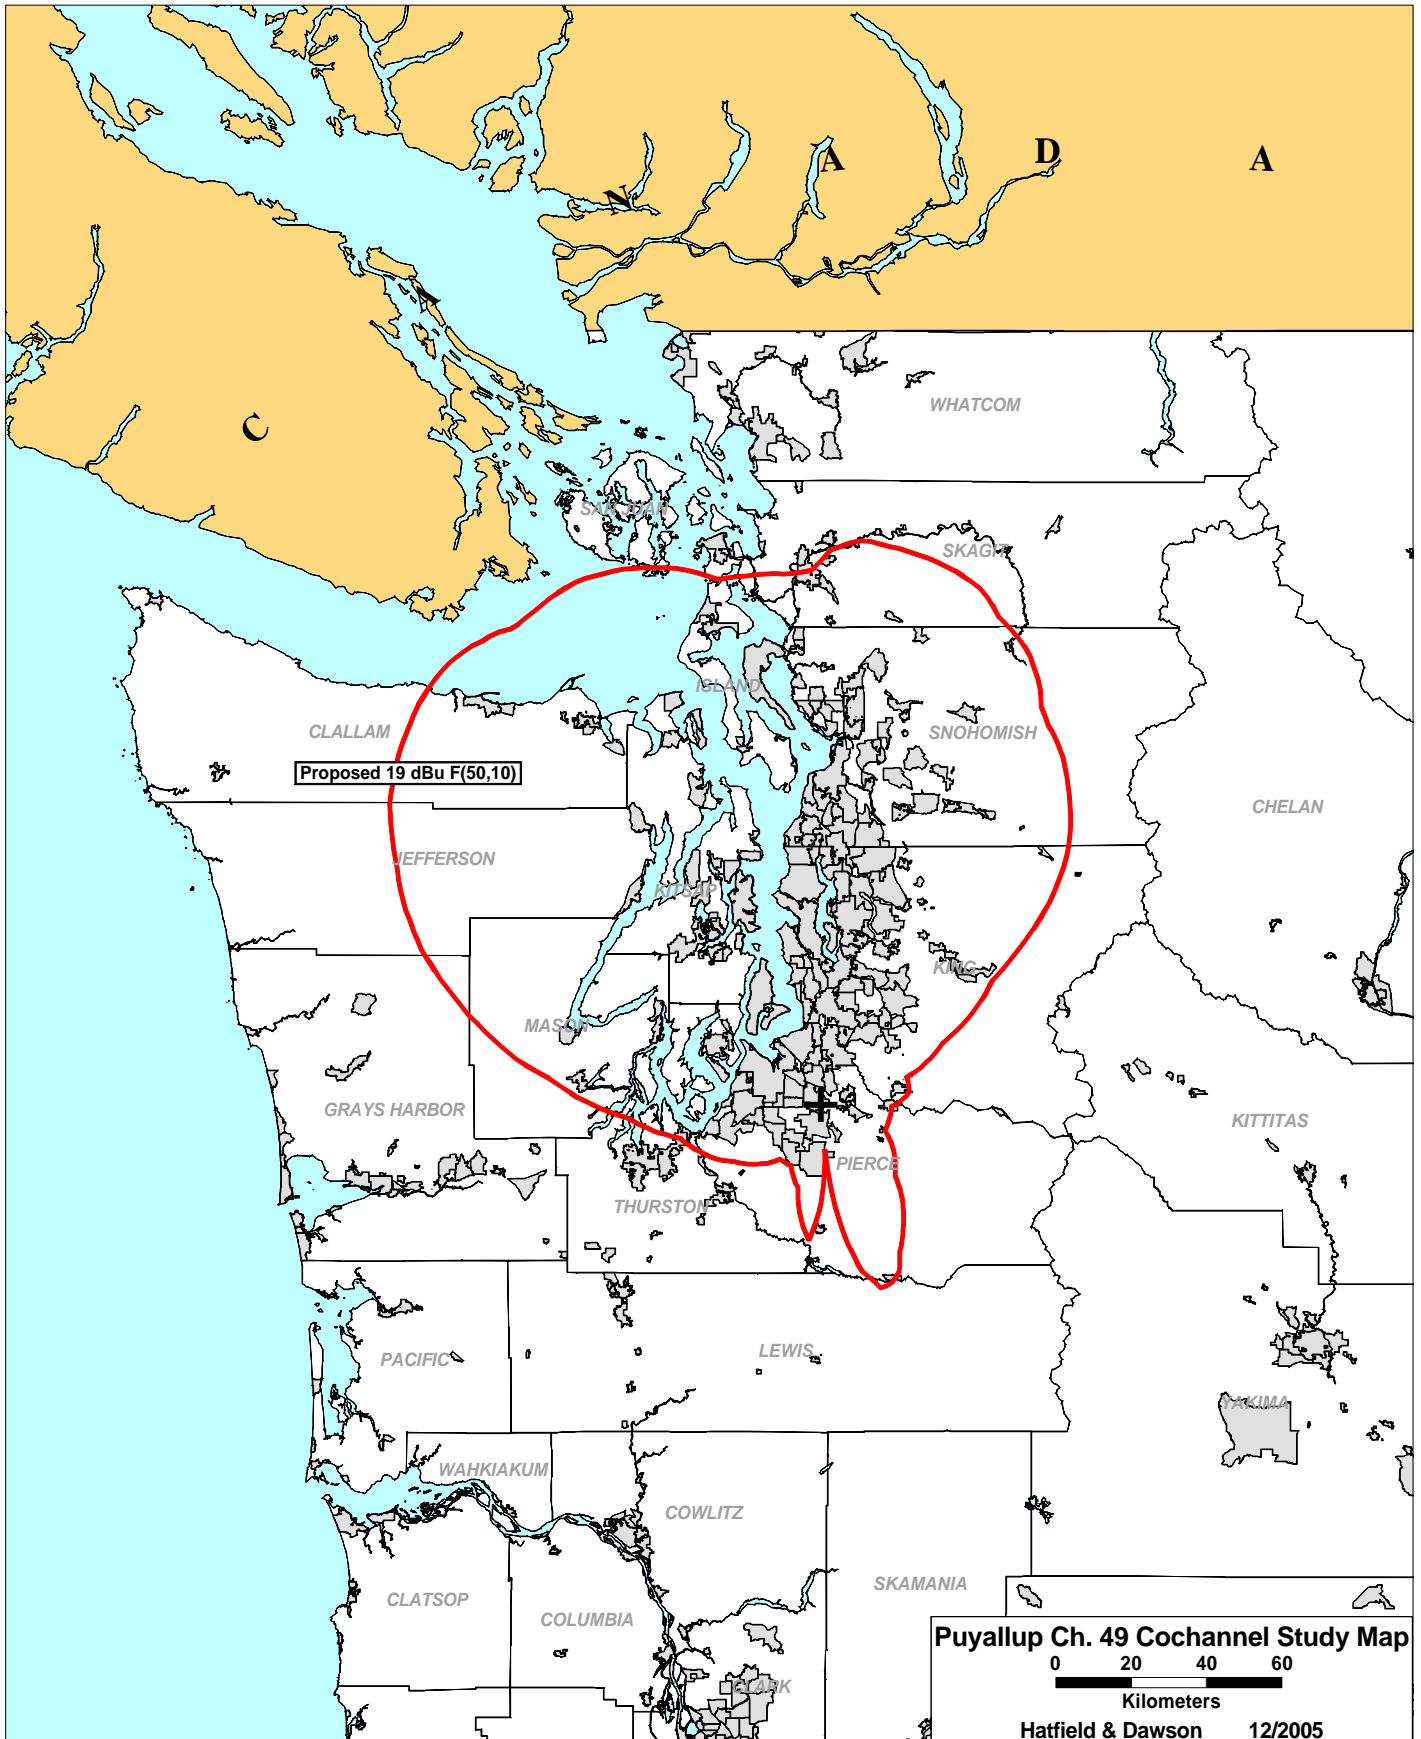 A
D
A
N
A
C
WHATCOM
SAN JUAN
SKAGIT
ISLAND
CLALLAM
SNOHOMISH
Proposed 19 dBu F(50,10)
CHELAN
JEFFERSON
KITSAP
KING
MASON
GRAYS HARBOR
KITTITAS
PIERCE
THURSTON
LEWIS
PACIFIC
YAKIMA
WAHKIAKUM
COWLITZ
SKAMANIA
CLATSOP
COLUMBIA
CLARK
Puyallup Ch. 49 Cochannel Study Map
0 20 40 60
Kilometers
Hatfield & Dawson 12/2005